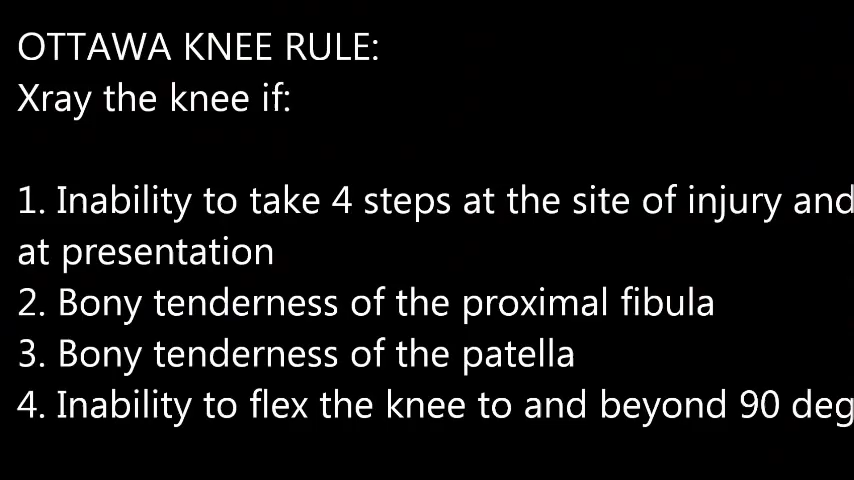 OTTAWA KNEE RULE:
Xray the knee if:
1. Inability to take 4 steps at the site of injury and
at presentation
2. Bony tenderness of the proximal fibula
3. Bony tenderness of the patella
4. Inability to flex the knee to and beyond 90 deg